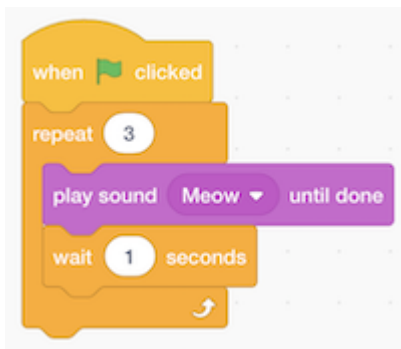 when clicked
repeat 3
play sound Meow until done
wait 1 seconds